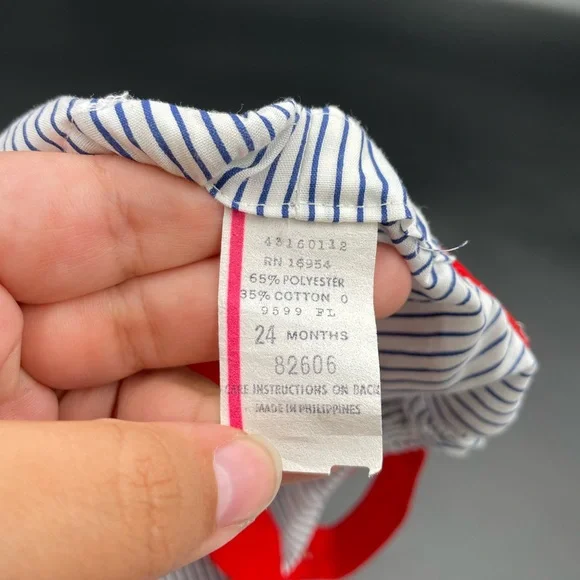 43160112
RN 16954
65% POLYESTER
35% COTTON 0
9599 FL
24 MONTHS
82606
CARE INSTRUCTIONS ON BACK
MADE IN PHILIPPINES